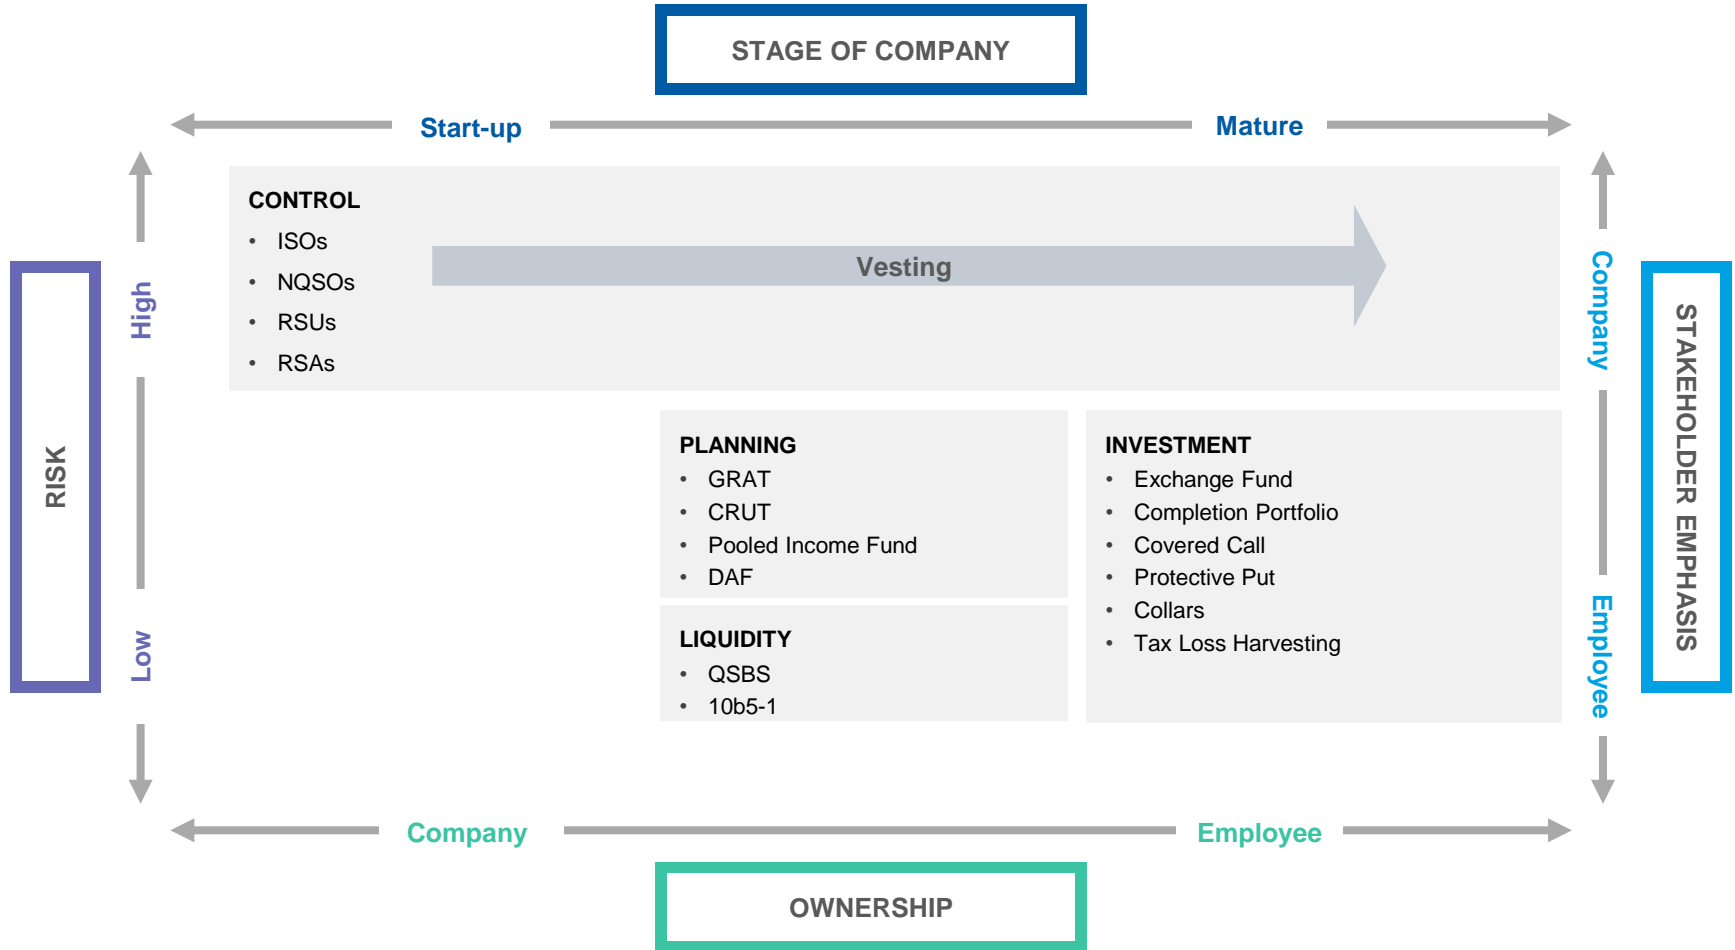 STAGE OF COMPANY
Start-up
Mature
CONTROL
• ISOs
• NQSOs
• RSUs
• RSAs
Vesting
High
Low
RISK
Company
Employee
STAKEHOLDER EMPHASIS
PLANNING
• GRAT
• CRUT
• Pooled Income Fund
• DAF
LIQUIDITY
• QSBS
• 10b5-1
INVESTMENT
• Exchange Fund
• Completion Portfolio
• Covered Call
• Protective Put
• Collars
• Tax Loss Harvesting
Company
Employee
OWNERSHIP